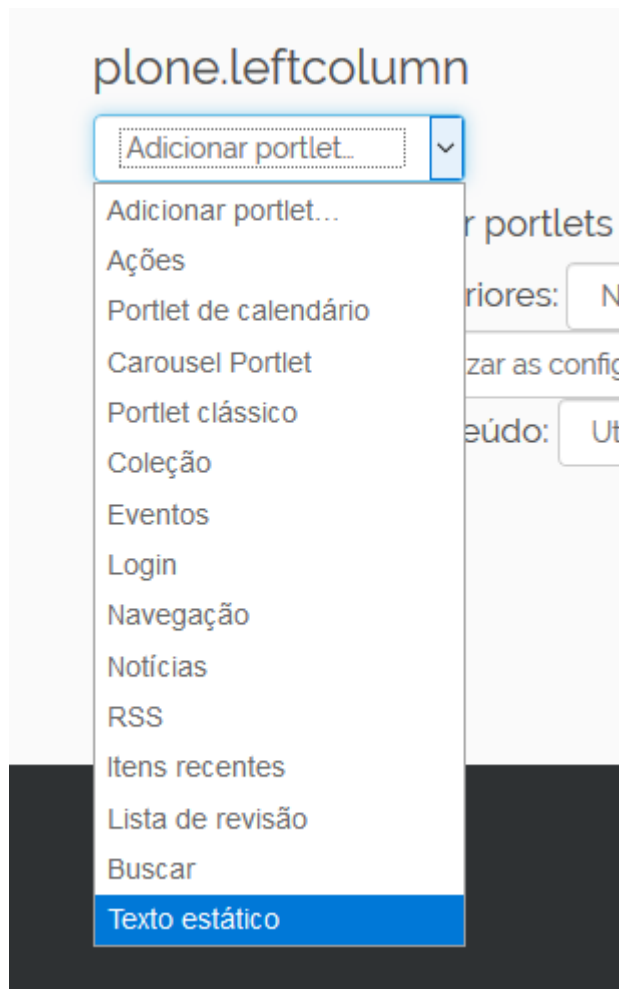 plone.leftcolumn
Adicionar portlet...
Adicionar portlet...
Ações
r portlets
Portlet de calendário
riores: N
Carousel Portlet
zar as config
Portlet clássico
eúdo: Ut
Coleção
Eventos
Login
Navegação
Notícias
RSS
Itens recentes
Lista de revisão
Buscar
Texto estático